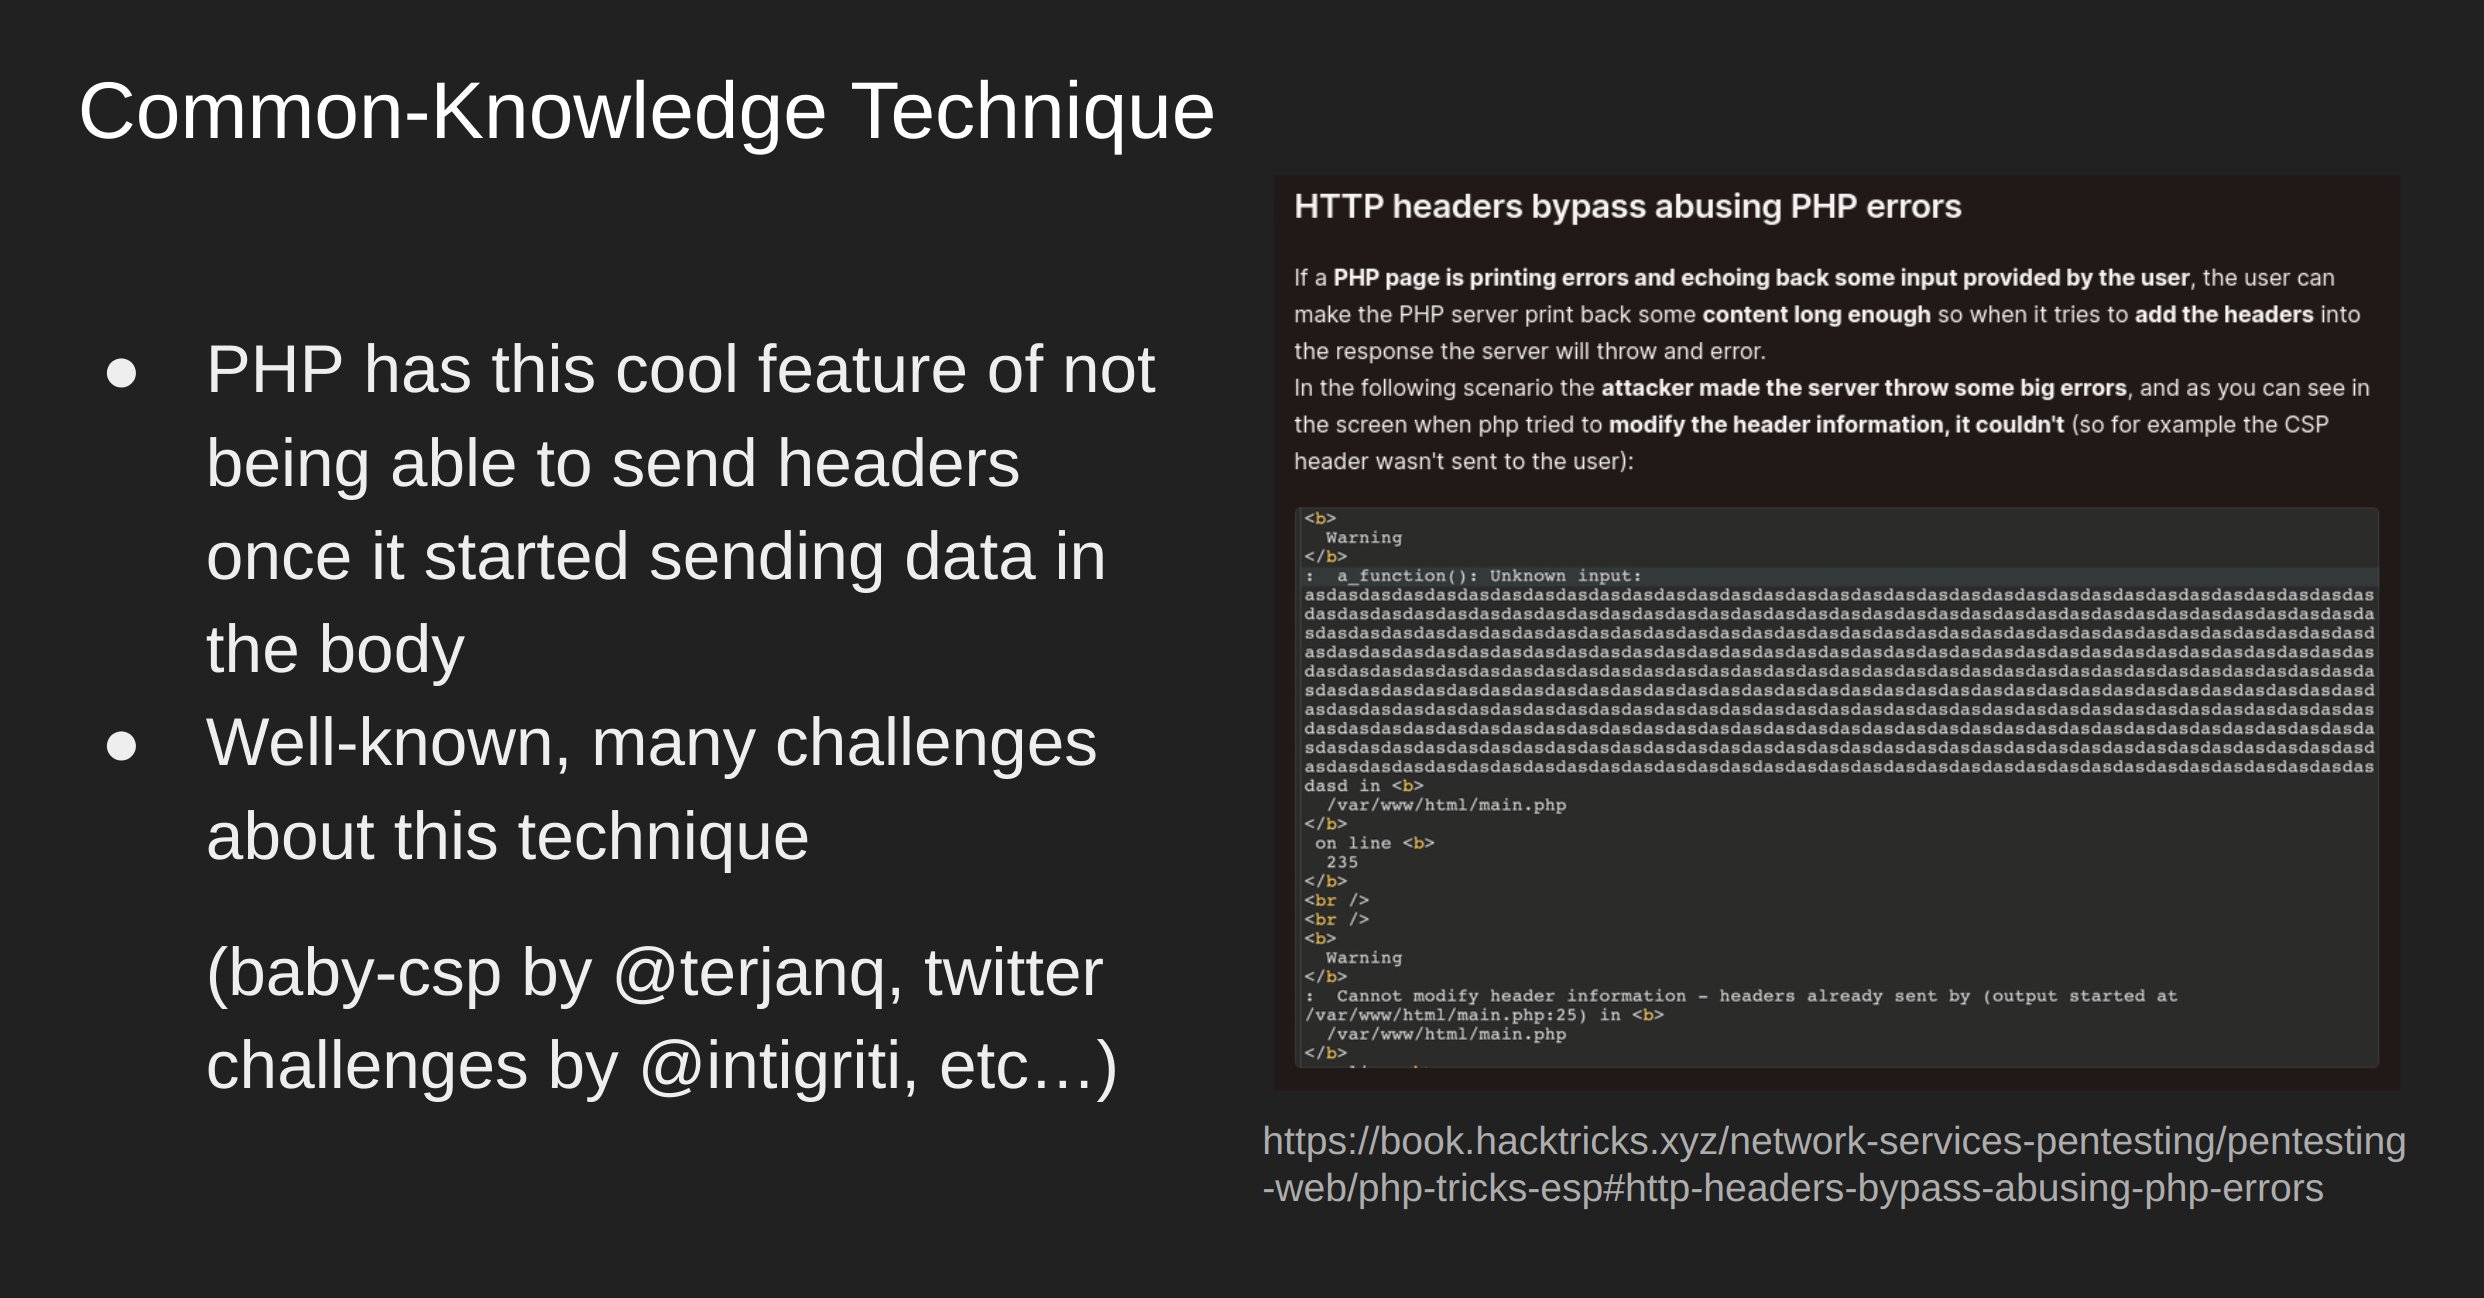 Common-Knowledge Technique
● PHP has this cool feature of not
being able to send headers
once it started sending data in
the body
● Well-known, many challenges
about this technique
(baby-csp by @terjanq, twitter
challenges by @intigriti, etc…)
HTTP headers bypass abusing PHP errors
If a PHP page is printing errors and echoing back some input provided by the user, the user can
make the PHP server print back some content long enough so when it tries to add the headers into
the response the server will throw and error.
In the following scenario the attacker made the server throw some big errors, and as you can see in
the screen when php tried to modify the header information, it couldn't (so for example the CSP
header wasn't sent to the user):
<b>
Warning
</b>
:  a_function(): Unknown input:
asdasdasdasdasdasdasdasdasdasdasdasdasdasdasdasdasdasdasdasdasdasdasdasdasdasdasdasdasdasdasdasdasdas
dasdasdasdasdasdasdasdasdasdasdasdasdasdasdasdasdasdasdasdasdasdasdasdasdasdasdasdasdasdasdasdasdasda
sdasdasdasdasdasdasdasdasdasdasdasdasdasdasdasdasdasdasdasdasdasdasdasdasdasdasdasdasdasdasdasdasdasd
asdasdasdasdasdasdasdasdasdasdasdasdasdasdasdasdasdasdasdasdasdasdasdasdasdasdasdasdasdasdasdasdasdas
dasdasdasdasdasdasdasdasdasdasdasdasdasdasdasdasdasdasdasdasdasdasdasdasdasdasdasdasdasdasdasdasdasda
sdasdasdasdasdasdasdasdasdasdasdasdasdasdasdasdasdasdasdasdasdasdasdasdasdasdasdasdasdasdasdasdasdasd
asdasdasdasdasdasdasdasdasdasdasdasdasdasdasdasdasdasdasdasdasdasdasdasdasdasdasdasdasdasdasdasdasdas
dasdasdasdasdasdasdasdasdasdasdasdasdasdasdasdasdasdasdasdasdasdasdasdasdasdasdasdasdasdasdasdasdasda
sdasdasdasdasdasdasdasdasdasdasdasdasdasdasdasdasdasdasdasdasdasdasdasdasdasdasdasdasdasdasdasdasdasd
asdasdasdasdasdasdasdasdasdasdasdasdasdasdasdasdasdasdasdasdasdasdasdasdasdasdasdasdasdasdasdasdasdas
dasd in <b>
/var/www/html/main.php
</b>
on line <b>
235
</b>
<br />
<br />
<b>
Warning
</b>
:  Cannot modify header information – headers already sent by (output started at
/var/www/html/main.php:25) in <b>
/var/www/html/main.php
</b>
https://book.hacktricks.xyz/network-services-pentesting/pentesting
-web/php-tricks-esp#http-headers-bypass-abusing-php-errors